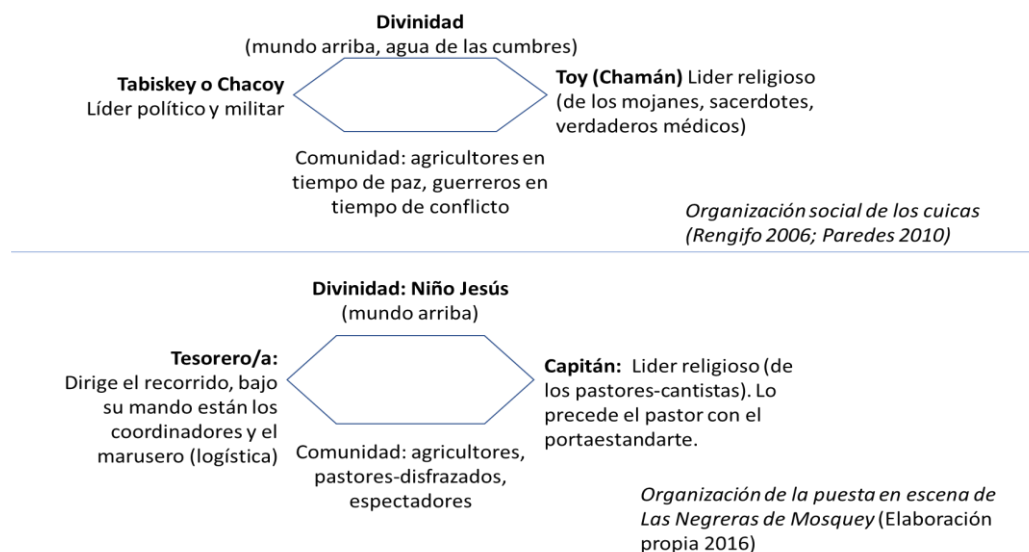 Divinidad
(mundo arriba, agua de las cumbres)
Tabiskey o Chacoy
Líder político y militar
Toy (Chamán) Lider religioso
(de los mojanes, sacerdotes,
verdaderos médicos)
Comunidad: agricultores en
tiempo de paz, guerreros en
tiempo de conflicto
Organización social de los cuicas
(Rengifo 2006; Paredes 2010)
Divinidad: Niño Jesús
(mundo arriba)
Tesorero/a:
Dirige el recorrido, bajo
su mando están los
coordinadores y el
marusero (logística)
Capitán: Lider religioso (de
los pastores-cantistas). Lo
precede el pastor con el
portaestandarte.
Comunidad: agricultores,
pastores-disfrazados,
espectadores
Organización de la puesta en escena de
Las Negreras de Mosquey (Elaboración
propia 2016)